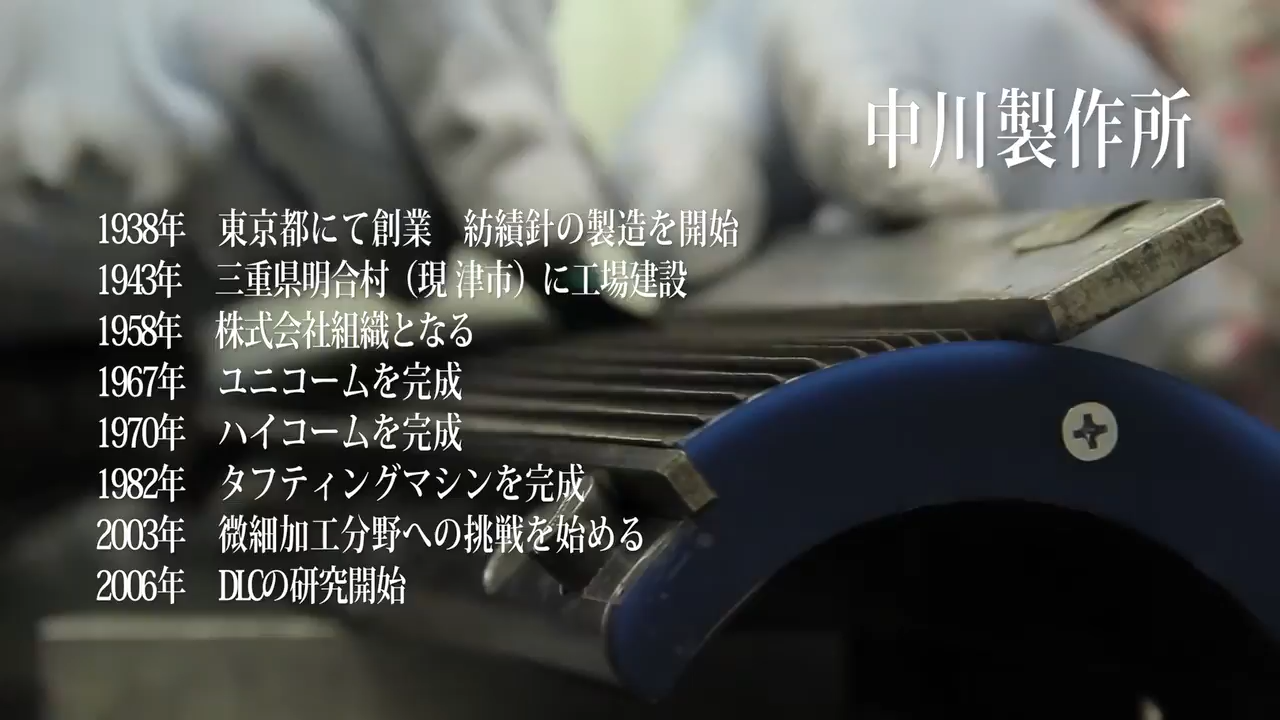 中川製作所
1938年　東京都にて創業　紡績針の製造を開始
1943年　三重県明合村（現 津市）に工場建設
1958年　株式会社組織となる
1967年　ユニコームを完成
1970年　ハイコームを完成
1982年　タフティングマシンを完成
2003年　微細加工分野への挑戦を始める
2006年　DLCの研究開始